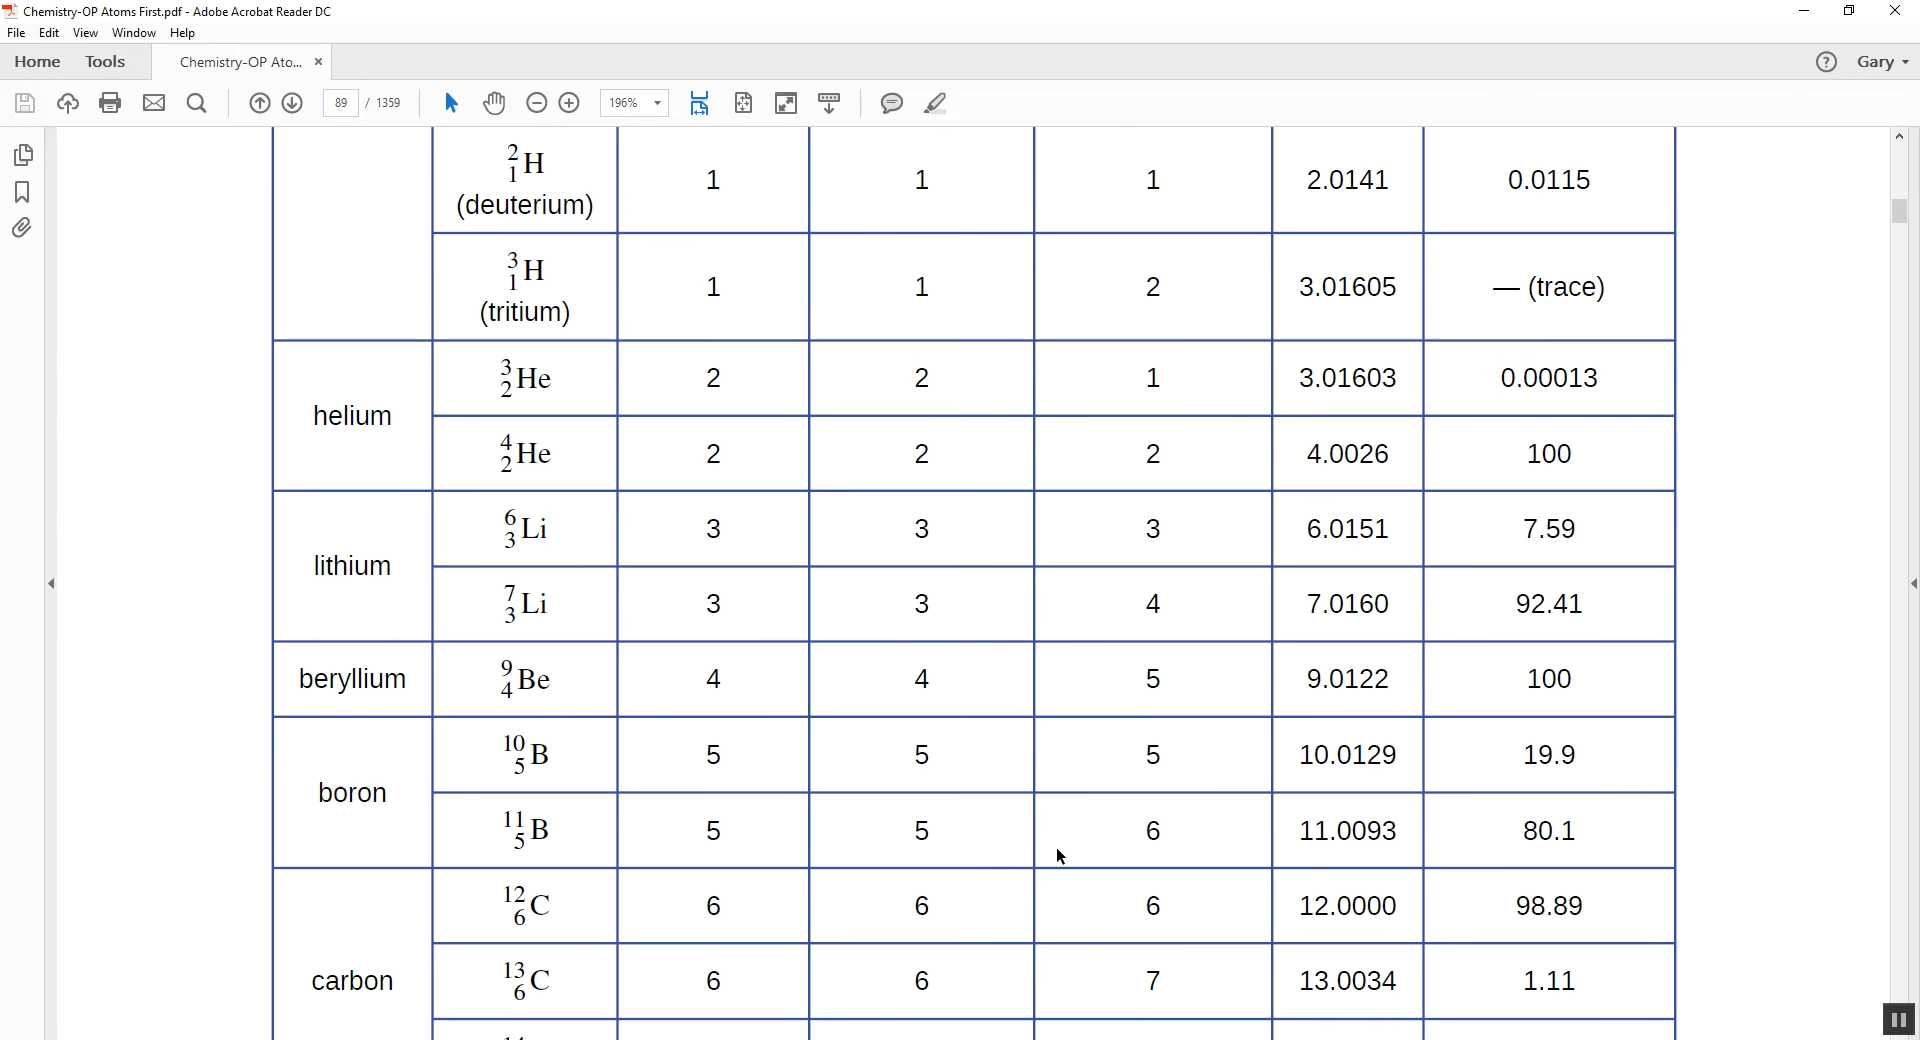 Chemistry-OP Atoms First.pdf - Adobe Acrobat Reader DC
File Edit View Window Help
Home Tools Chemistry-OP Ato... × ? Gary
89 / 1359 196%
²₁H (deuterium) 1 1 1 2.0141 0.0115
³₁H (tritium) 1 1 2 3.01605 — (trace)
helium
³₂He 2 2 1 3.01603 0.00013
⁴₂He 2 2 2 4.0026 100
lithium
⁶₃Li 3 3 3 6.0151 7.59
⁷₃Li 3 3 4 7.0160 92.41
beryllium ⁹₄Be 4 4 5 9.0122 100
boron
¹⁰₅B 5 5 5 10.0129 19.9
¹¹₅B 5 5 6 11.0093 80.1
carbon
¹²₆C 6 6 6 12.0000 98.89
¹³₆C 6 6 7 13.0034 1.11